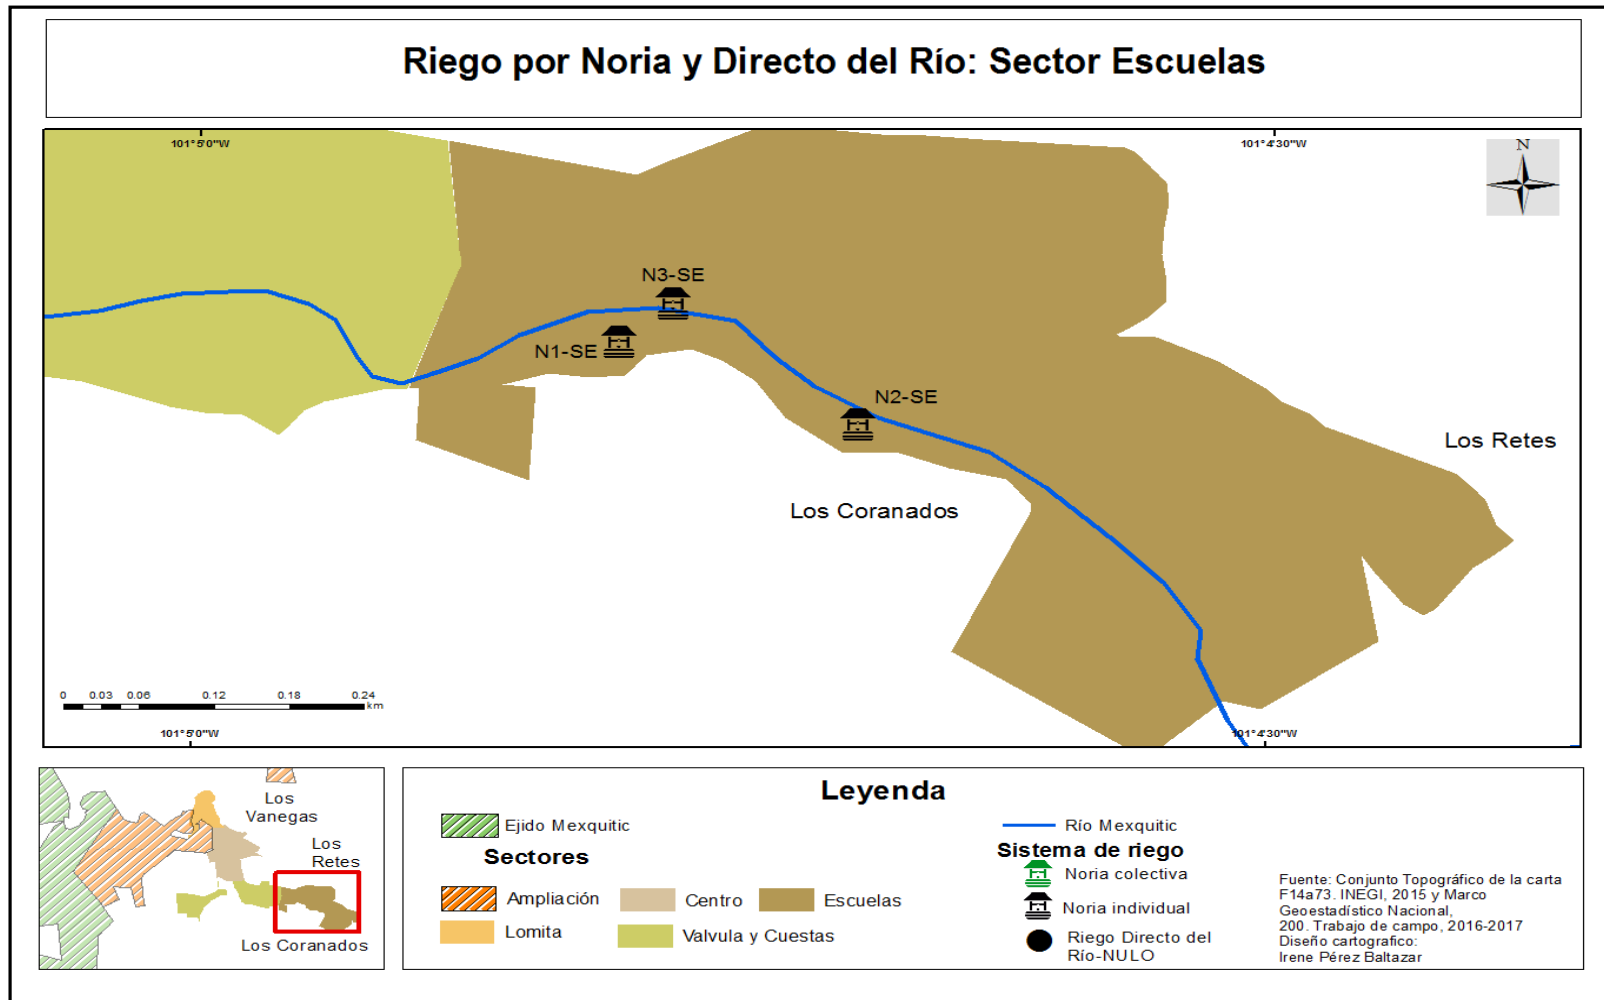 Riego por Noria y Directo del Río: Sector Escuelas
101°5'0"W
101°4'30"W
N
N3-SE
N1-SE
N2-SE
Los Retes
Los Coranados
0 0.03 0.06 0.12 0.18 0.24
km
101°5'0"W
101°4'30"W
Los
Vanegas
Los
Retes
Los Coranados
Leyenda
Ejido Mexquitic
Sectores
Ampliación
Centro
Escuelas
Lomita
Valvula y Cuestas
Río Mexquitic
Sistema de riego
Noria colectiva
Noria individual
Riego Directo del
Río-NULO
Fuente: Conjunto Topográfico de la carta
F14a73. INEGI, 2015 y Marco
Geoestadístico Nacional,
200. Trabajo de campo, 2016-2017
Diseño cartografico:
Irene Pérez Baltazar